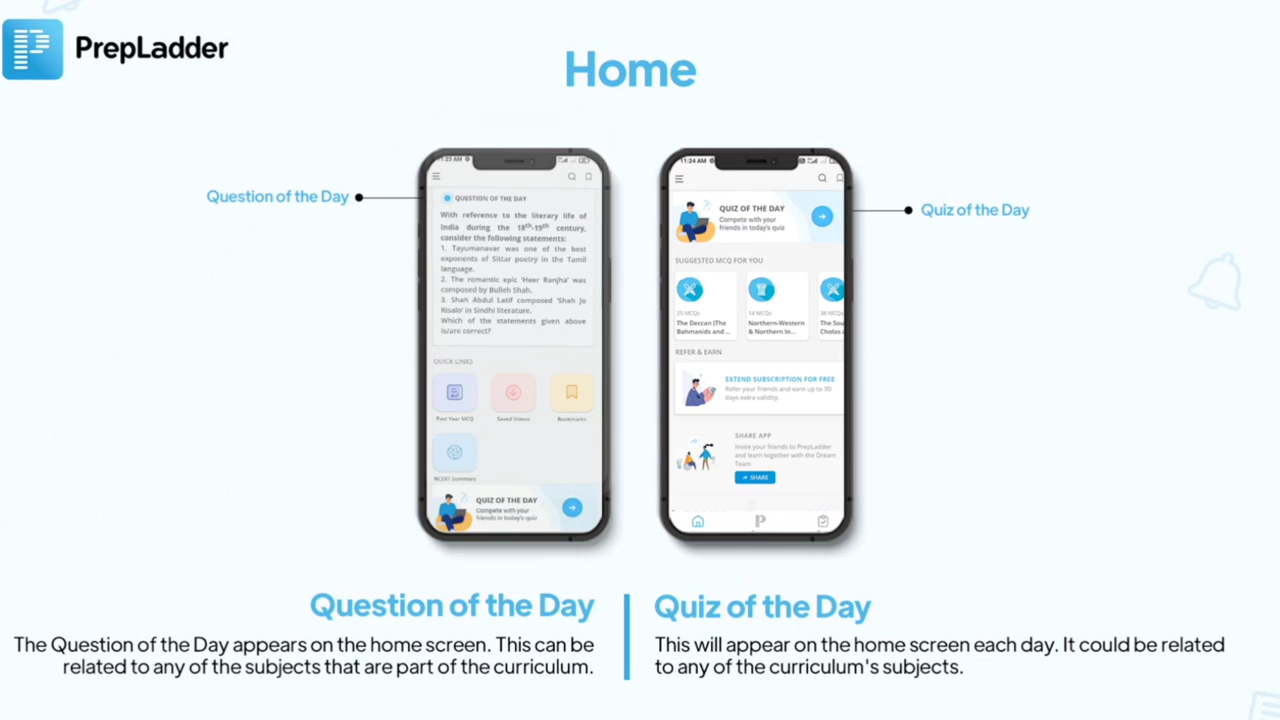 PrepLadder
Home
Question of the Day
11:23 AM
QUESTION OF THE DAY
With reference to the literary life of
India during the 18th-19th century,
consider the following statements:
1. Tayumanavar was one of the best
exponents of Sittar poetry in the Tamil
language.
2. The romantic epic 'Heer Ranjha' was
composed by Bulleh Shah.
3. Shah Abdul Latif composed 'Shah Jo
Risalo' in Sindhi literature.
Which of the statements given above
is/are correct?
QUICK LINKS
Past Year MCQ
Saved Videos
Bookmarks
NCERT Summary
QUIZ OF THE DAY
Compete with your
friends in today's quiz
11:24 AM
QUIZ OF THE DAY
Compete with your
friends in today's quiz
Quiz of the Day
SUGGESTED MCQ FOR YOU
25 MCQs
The Deccan (The
Bahmanids and ...
14 MCQs
Northern-Western
& Northern In...
38 MCQs
The Sou
Cholas a
REFER & EARN
EXTEND SUBSCRIPTION FOR FREE
Refer your friends and earn up to 30
days extra validity.
SHARE APP
Invite your friends to PrepLadder
and learn together with the Dream
Team
SHARE
Question of the Day
The Question of the Day appears on the home screen. This can be
related to any of the subjects that are part of the curriculum.
Quiz of the Day
This will appear on the home screen each day. It could be related
to any of the curriculum's subjects.